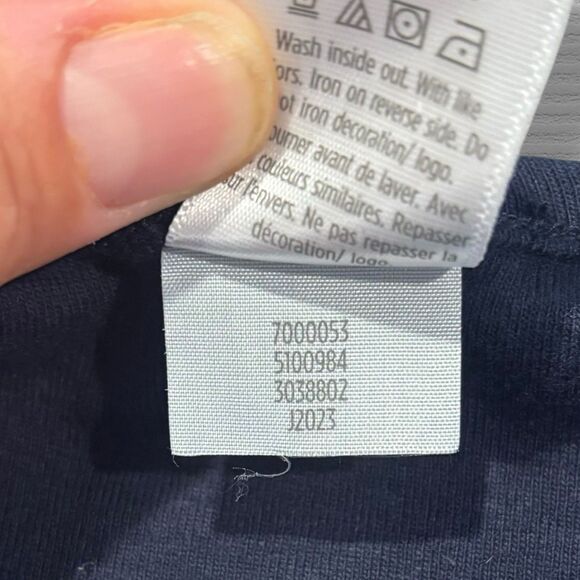 Wash inside out. With like
ors. Iron on reverse side. Do
ot iron decoration/ logo.
ourner avant de laver. Avec
couleurs similaires. Repasser
ur l'envers. Ne pas repasser la
décoration/ logo
7000053
5100984
3038802
J2023